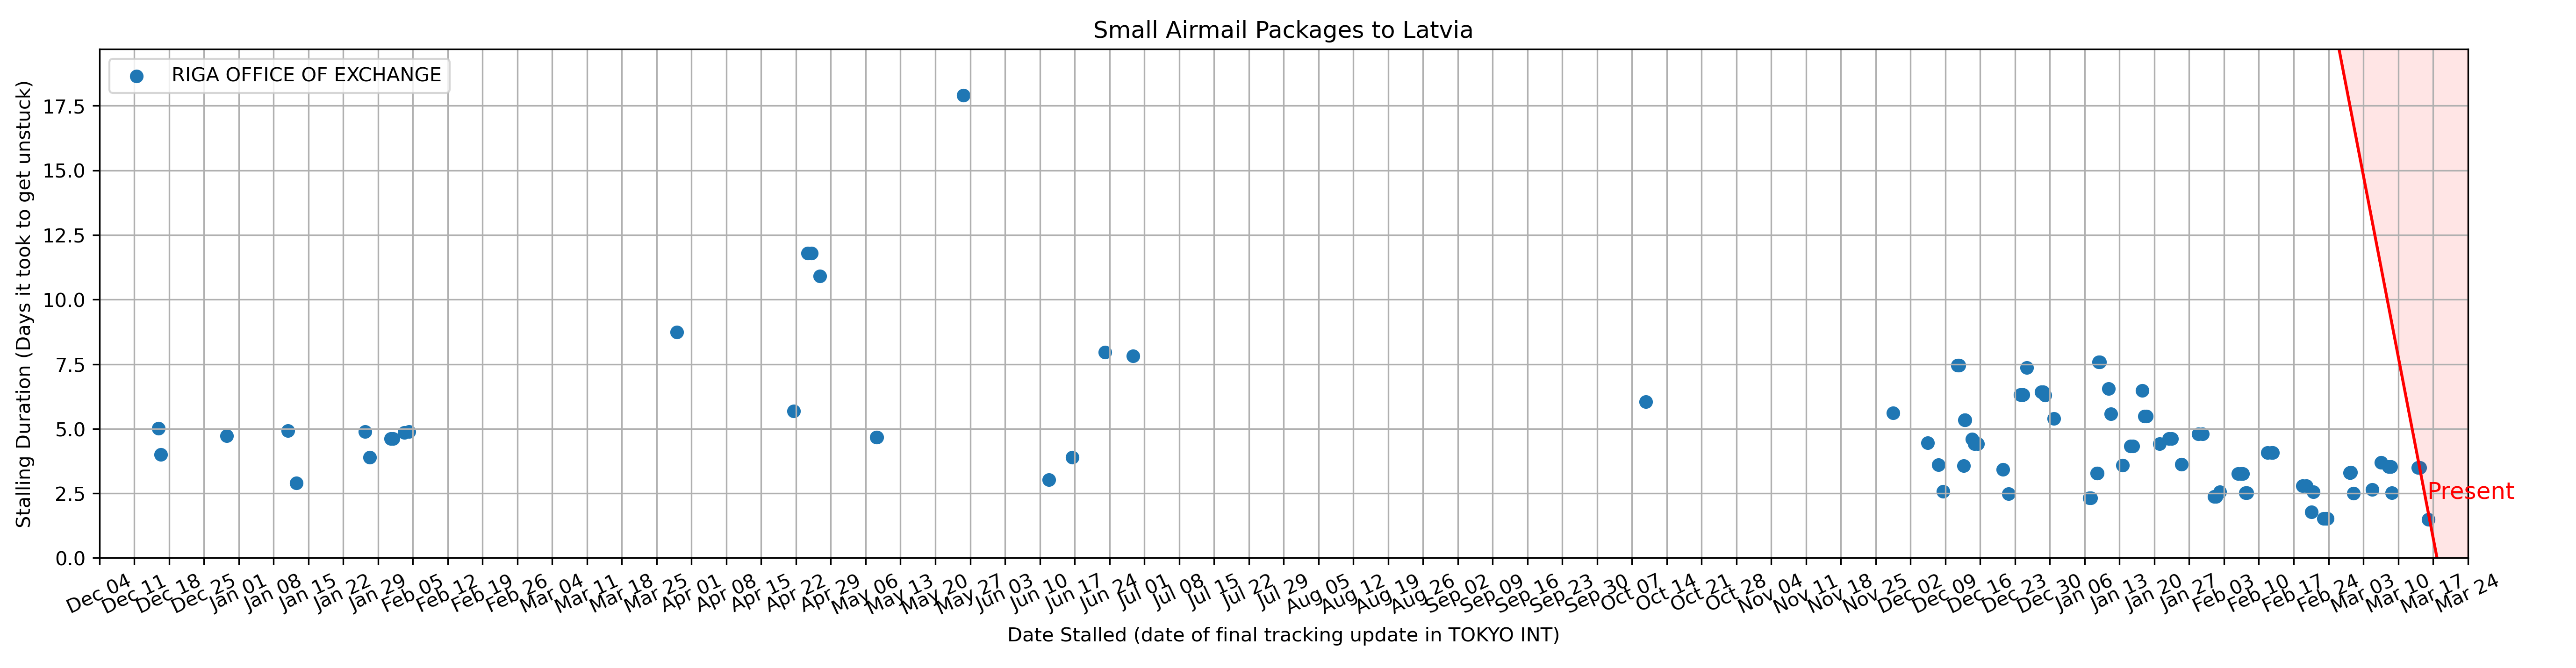 Small Airmail Packages to Latvia
RIGA OFFICE OF EXCHANGE
Stalling Duration (Days it took to get unstuck)
17.5
15.0
12.5
10.0
7.5
5.0
2.5
0.0
Present
Dec 04 Dec 11 Dec 18 Dec 25 Jan 01 Jan 08 Jan 15 Jan 22 Jan 29 Feb 05 Feb 12 Feb 19 Feb 26 Mar 04 Mar 11 Mar 18 Mar 25 Apr 01 Apr 08 Apr 15 Apr 22 Apr 29 May 06 May 13 May 20 May 27 Jun 03 Jun 10 Jun 17 Jun 24 Jul 01 Jul 08 Jul 15 Jul 22 Jul 29 Aug 05 Aug 12 Aug 19 Aug 26 Sep 02 Sep 09 Sep 16 Sep 23 Sep 30 Oct 07 Oct 14 Oct 21 Oct 28 Nov 04 Nov 11 Nov 18 Nov 25 Dec 02 Dec 09 Dec 16 Dec 23 Dec 30 Jan 06 Jan 13 Jan 20 Jan 27 Feb 03 Feb 10 Feb 17 Feb 24 Mar 03 Mar 10 Mar 17 Mar 24
Date Stalled (date of final tracking update in TOKYO INT)